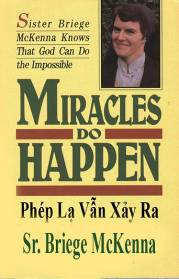 Sister Briege
McKenna Knows
That God Can Do
the Impossible
MIRACLES
DO
HAPPEN
Phép Lạ Vẫn Xảy Ra
Sr. Briege McKenna